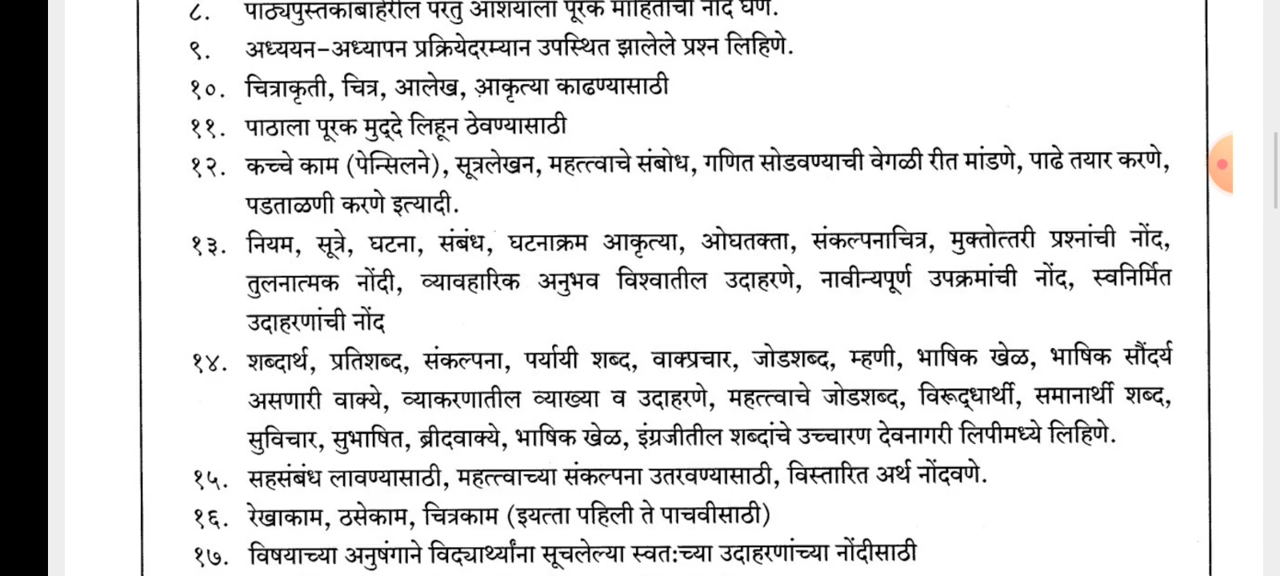 ८. पाठ्यपुस्तकाबाहेरील परंतु आशयाला पूरक माहितीची नोंद घेणे.
९. अध्ययन-अध्यापन प्रक्रियेदरम्यान उपस्थित झालेले प्रश्न लिहिणे.
१०. चित्राकृती, चित्र, आलेख, आकृत्या काढण्यासाठी
११. पाठाला पूरक मुद्दे लिहून ठेवण्यासाठी
१२. कच्चे काम (पेन्सिलने), सूत्रलेखन, महत्त्वाचे संबोध, गणित सोडवण्याची वेगळी रीत मांडणे, पाढे तयार करणे,
पडताळणी करणे इत्यादी.
१३. नियम, सूत्रे, घटना, संबंध, घटनाक्रम आकृत्या, ओघतक्ता, संकल्पनाचित्र, मुक्तोत्तरी प्रश्नांची नोंद,
तुलनात्मक नोंदी, व्यावहारिक अनुभव विश्वातील उदाहरणे, नावीन्यपूर्ण उपक्रमांची नोंद, स्वनिर्मित
उदाहरणांची नोंद
१४. शब्दार्थ, प्रतिशब्द, संकल्पना, पर्यायी शब्द, वाक्प्रचार, जोडशब्द, म्हणी, भाषिक खेळ, भाषिक सौंदर्य
असणारी वाक्ये, व्याकरणातील व्याख्या व उदाहरणे, महत्त्वाचे जोडशब्द, विरूद्धार्थी, समानार्थी शब्द,
सुविचार, सुभाषित, ब्रीदवाक्ये, भाषिक खेळ, इंग्रजीतील शब्दांचे उच्चारण देवनागरी लिपीमध्ये लिहिणे.
१५. सहसंबंध लावण्यासाठी, महत्त्वाच्या संकल्पना उतरवण्यासाठी, विस्तारित अर्थ नोंदवणे.
१६. रेखाकाम, ठसेकाम, चित्रकाम (इयत्ता पहिली ते पाचवीसाठी)
१७. विषयाच्या अनुषंगाने विद्यार्थ्यांना सूचलेल्या स्वत:च्या उदाहरणांच्या नोंदीसाठी